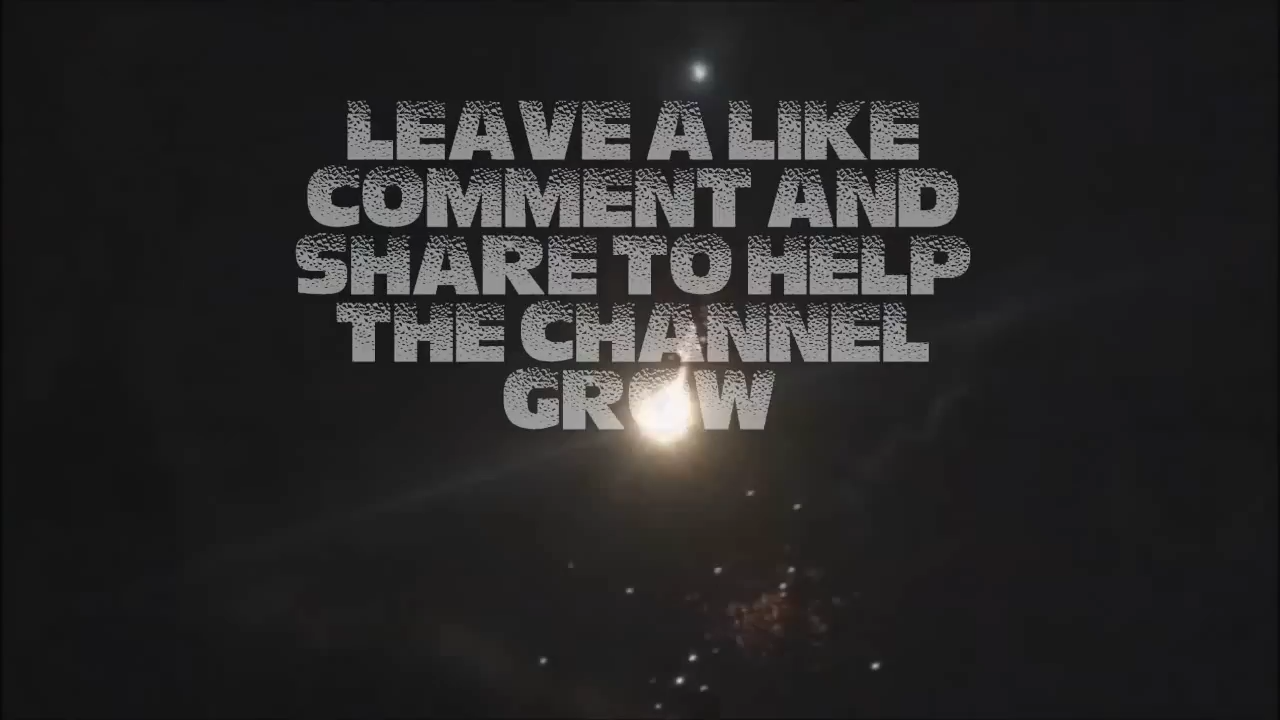 LEAVE A LIKE
COMMENT AND
SHARE TO HELP
THE CHANNEL
GROW